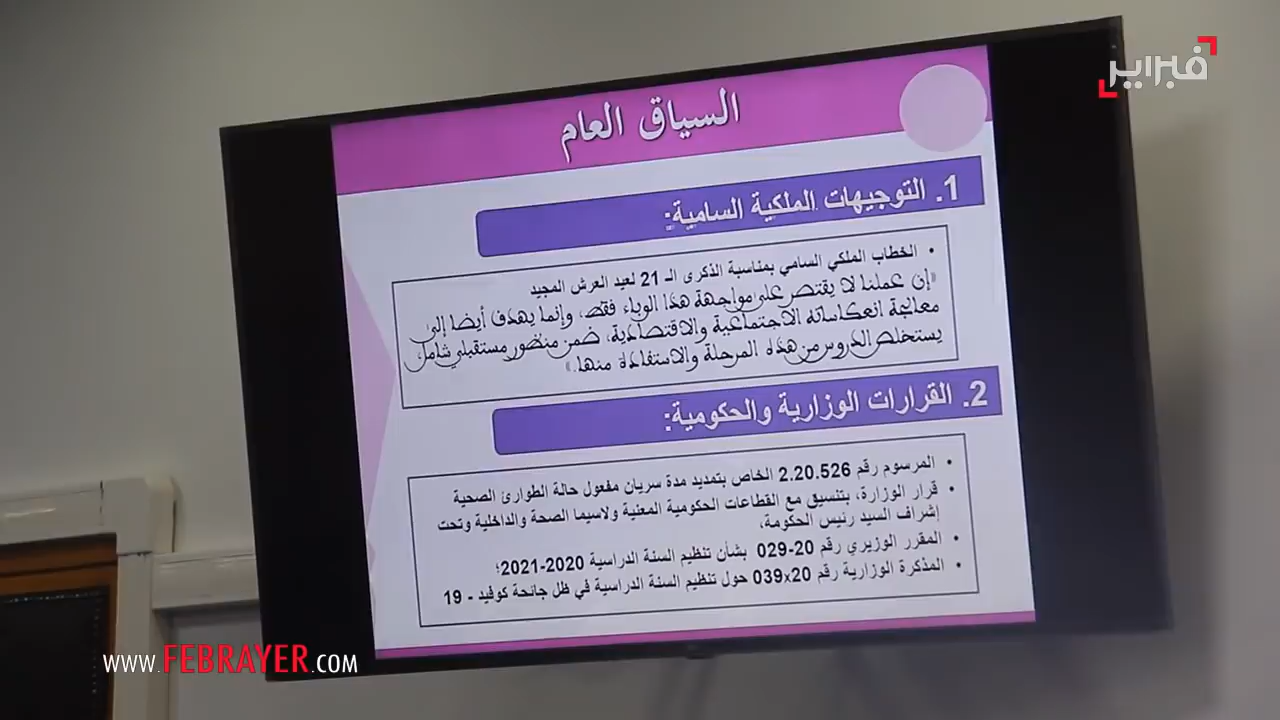 فبراير
السياق العام
1. التوجيهات الملكية السامية:
• الخطاب الملكي السامي بمناسبة الذكرى الـ 21 لعيد العرش المجيد
«إن عملنا لا يقتصر على مواجهة هذا الوباء فقط، وإنما يهدف أيضا إلى
معالجة انعكاساته الاجتماعية والاقتصادية، ضمن منظور مستقبلي شامل،
يستخلص الدروس من هذه المرحلة والاستفادة منها.»
2. القرارات الوزارية والحكومية:
• المرسوم رقم 2.20.526 الخاص بتمديد مدة سريان مفعول حالة الطوارئ الصحية
• قرار الوزارة، بتنسيق مع القطاعات الحكومية المعنية ولاسيما الصحة والداخلية وتحت
إشراف السيد رئيس الحكومة،
• المقرر الوزيري رقم 20-029 بشأن تنظيم السنة الدراسية 2020-2021؛
• المذكرة الوزارية رقم 039x20 حول تنظيم السنة الدراسية في ظل جائحة كوفيد - 19
WWW.FEBRAYER.COM